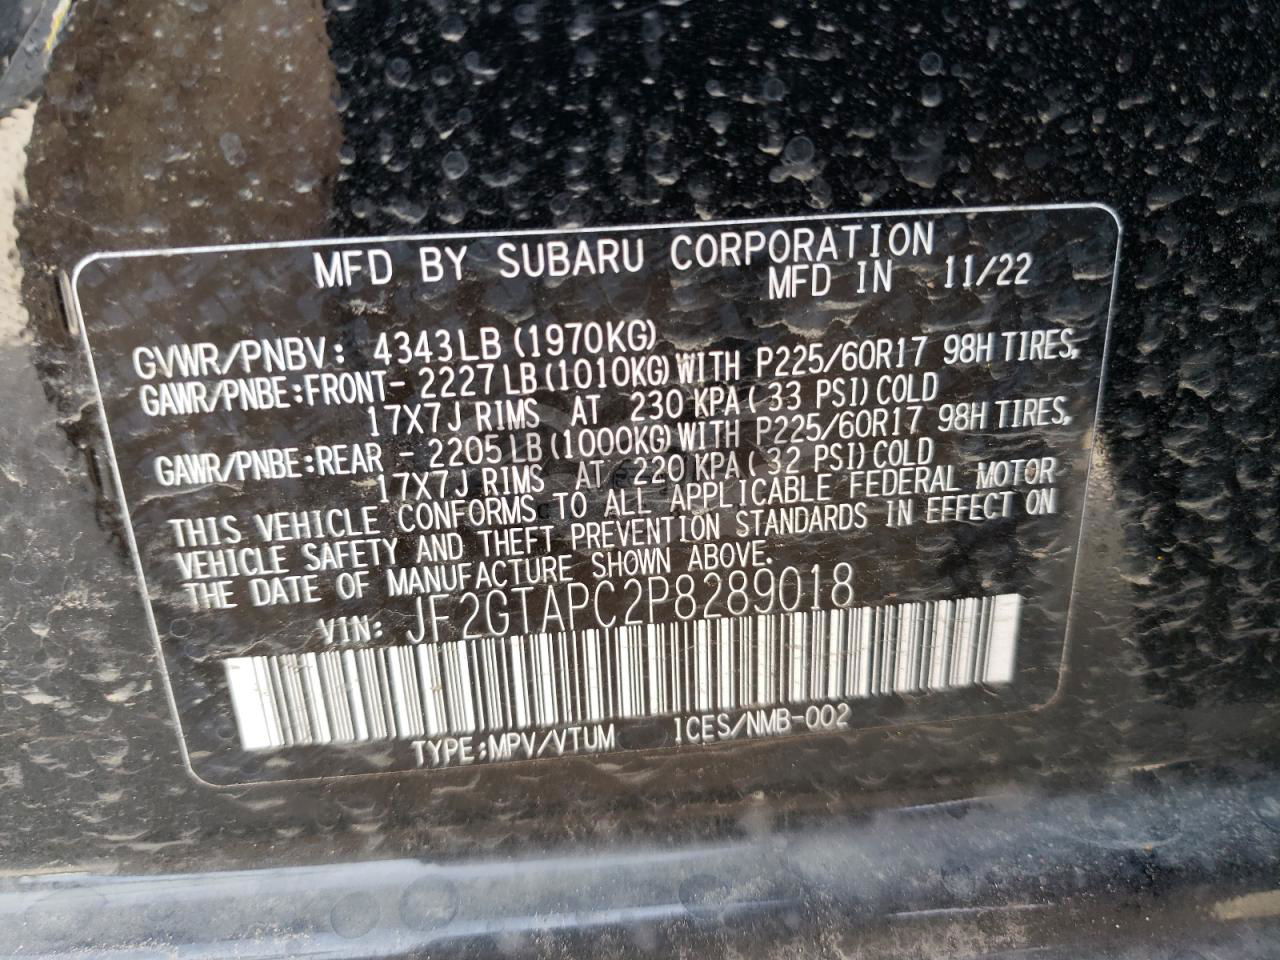 MFD BY SUBARU CORPORATION
MFD IN 11/22
GVWR/PNBV: 4343LB (1970KG)
GAWR/PNBE:FRONT- 2227LB (1010KG) WITH P225/60R17 98H TIRES,
17X7J RIMS AT 230 KPA( 33 PSI) COLD
GAWR/PNBE:REAR - 2205LB (1000KG) WITH P225/60R17 98H TIRES,
17X7J RIMS AT 220 KPA( 32 PSI) COLD
THIS VEHICLE CONFORMS TO ALL APPLICABLE FEDERAL MOTOR
VEHICLE SAFETY AND THEFT PREVENTION STANDARDS IN EFFECT ON
THE DATE OF MANUFACTURE SHOWN ABOVE.
VIN: JF2GTAPC2P8289018
TYPE:MPV/VTUM ICES/NMB-002